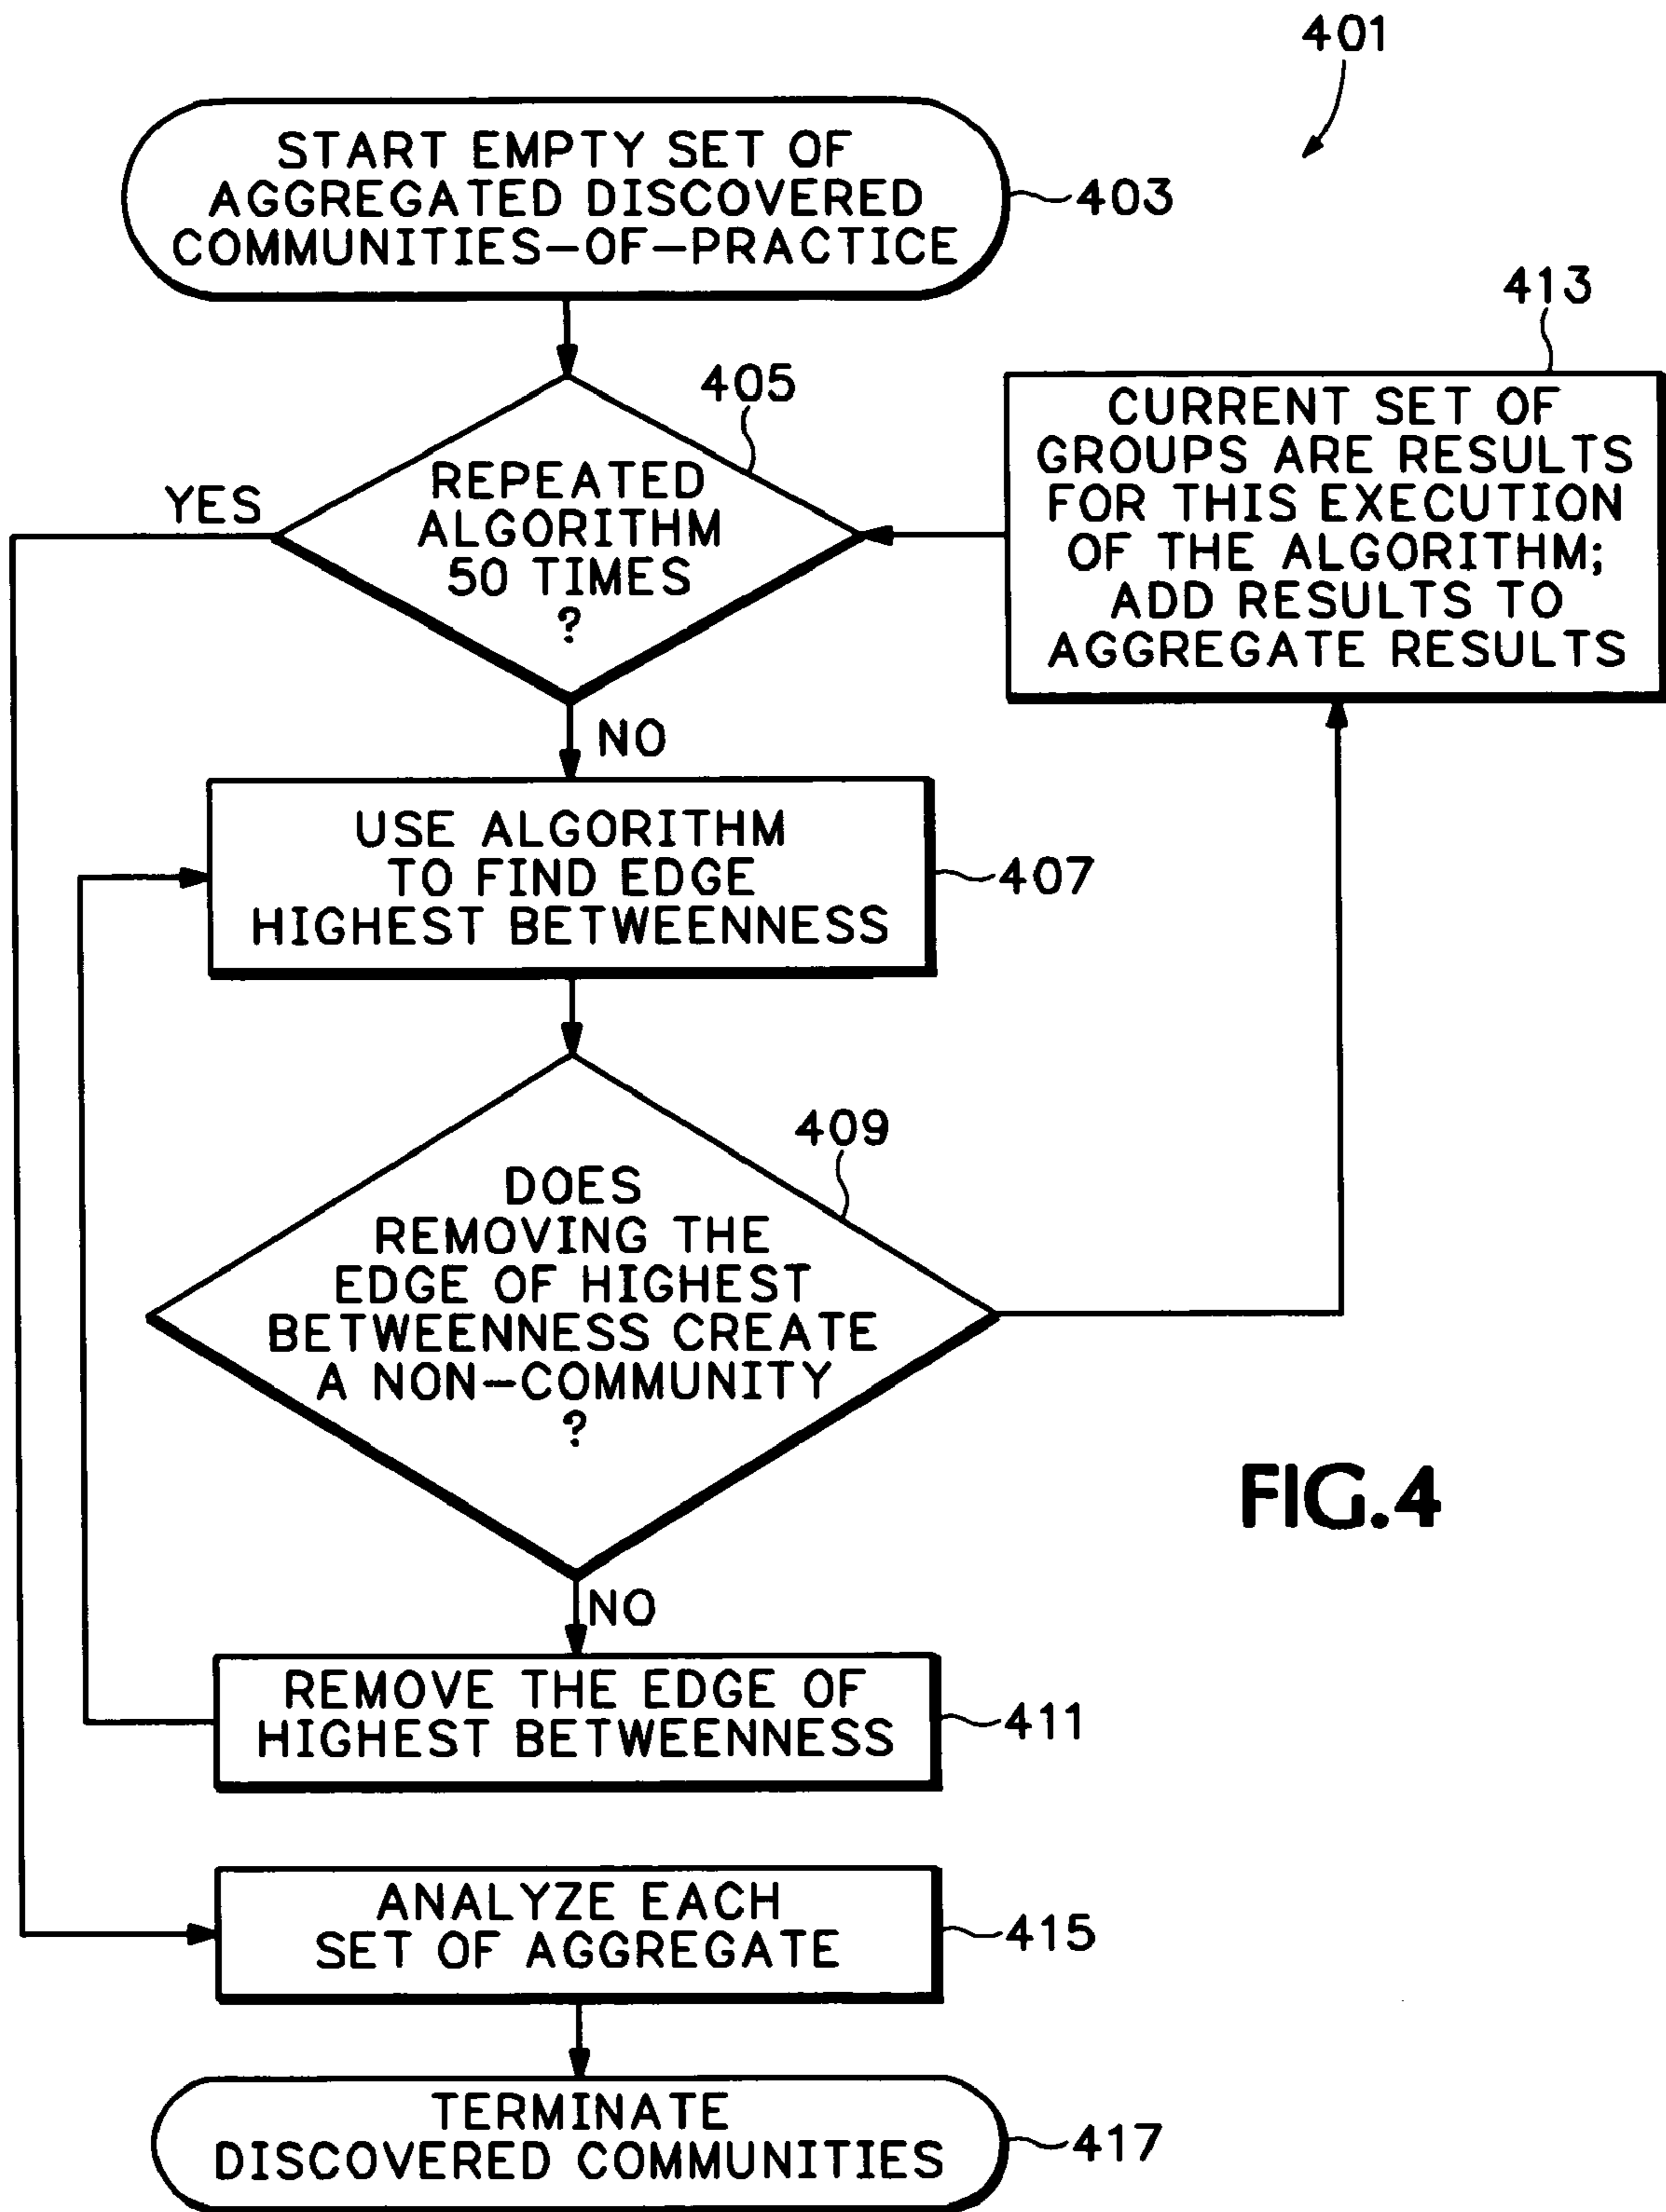 401
START EMPTY SET OF
AGGREGATED DISCOVERED
COMMUNITIES-OF-PRACTICE
403
413
CURRENT SET OF
GROUPS ARE RESULTS
FOR THIS EXECUTION
OF THE ALGORITHM;
ADD RESULTS TO
AGGREGATE RESULTS
405
YES
REPEATED
ALGORITHM
50 TIMES
?
NO
USE ALGORITHM
TO FIND EDGE
HIGHEST BETWEENNESS
407
409
DOES
REMOVING THE
EDGE OF HIGHEST
BETWEENNESS CREATE
A NON-COMMUNITY
?
FIG.4
NO
REMOVE THE EDGE OF
HIGHEST BETWEENNESS
411
ANALYZE EACH
SET OF AGGREGATE
415
TERMINATE
DISCOVERED COMMUNITIES
417